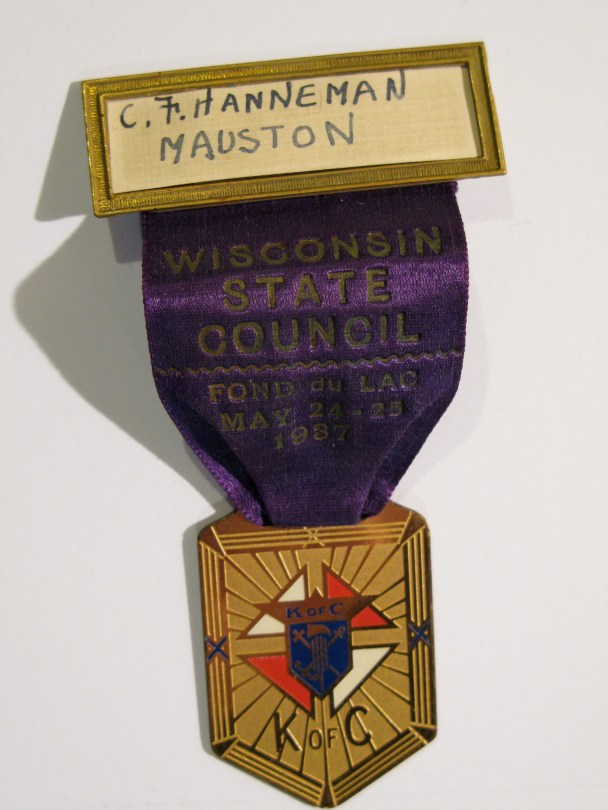 C. F. HANNEMAN
MAUSTON
WISCONSIN
STATE
COUNCIL
FOND du LAC
MAY 24-25
1937
K OF C
K OF C